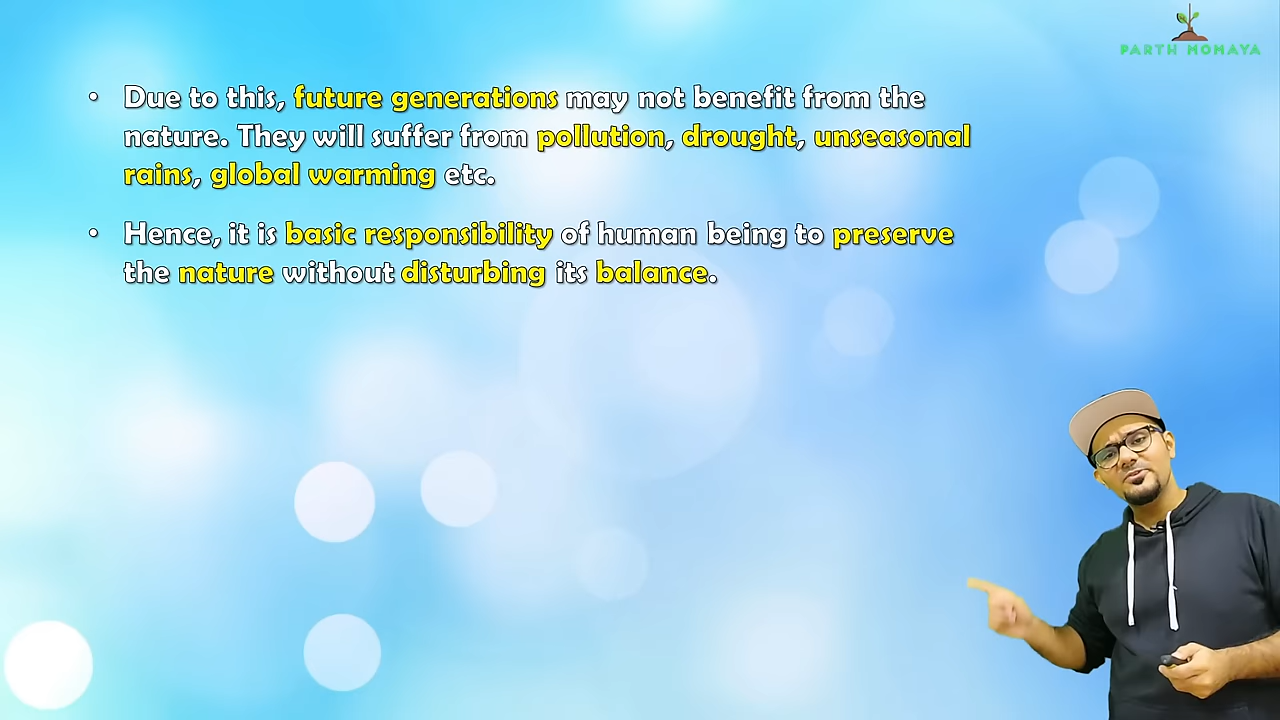 PARTH MOMAYA
• Due to this, future generations may not benefit from the
nature. They will suffer from pollution, drought, unseasonal
rains, global warming etc.
• Hence, it is basic responsibility of human being to preserve
the nature without disturbing its balance.